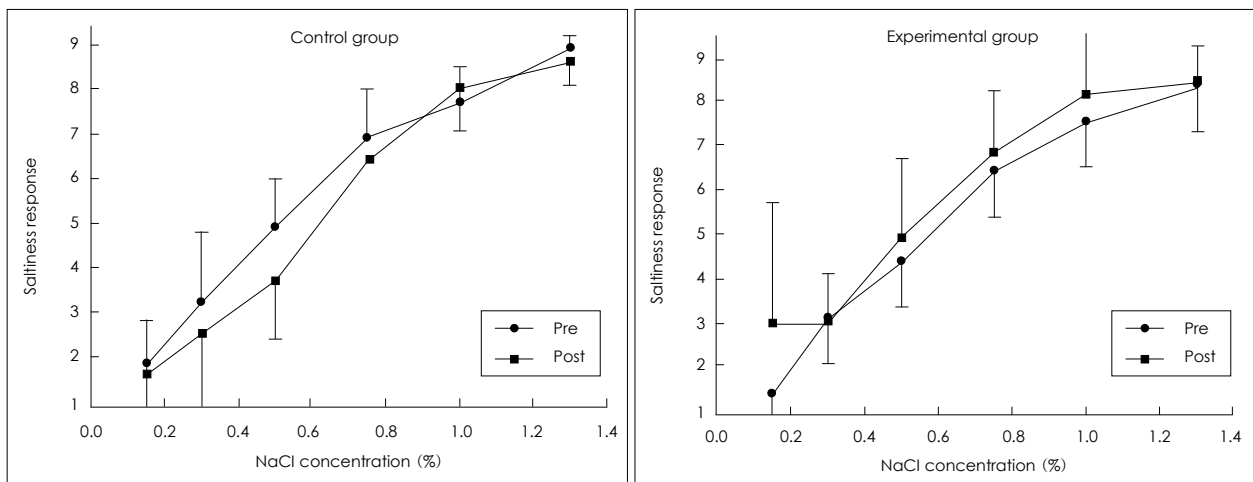 Control group
Saltiness response
9
8
7
6
5
4
3
2
1
0.0 0.2 0.4 0.6 0.8 1.0 1.2 1.4
NaCl concentration (%)
Pre
Post
Experimental group
Saltiness response
9
8
7
6
5
4
3
2
1
0.0 0.2 0.4 0.6 0.8 1.0 1.2 1.4
NaCl concentration (%)
Pre
Post